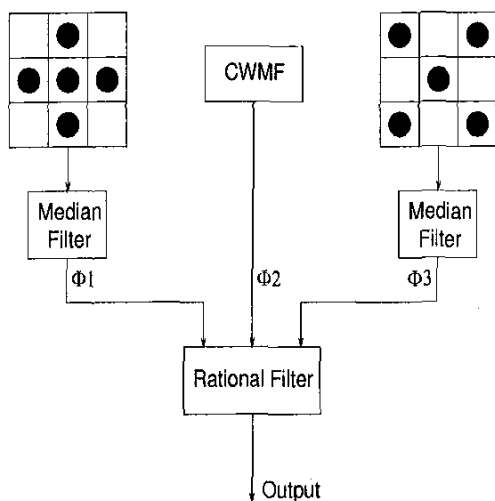 CWMF
Median
Filter
Median
Filter
Φ1
Φ2
Φ3
Rational Filter
Output